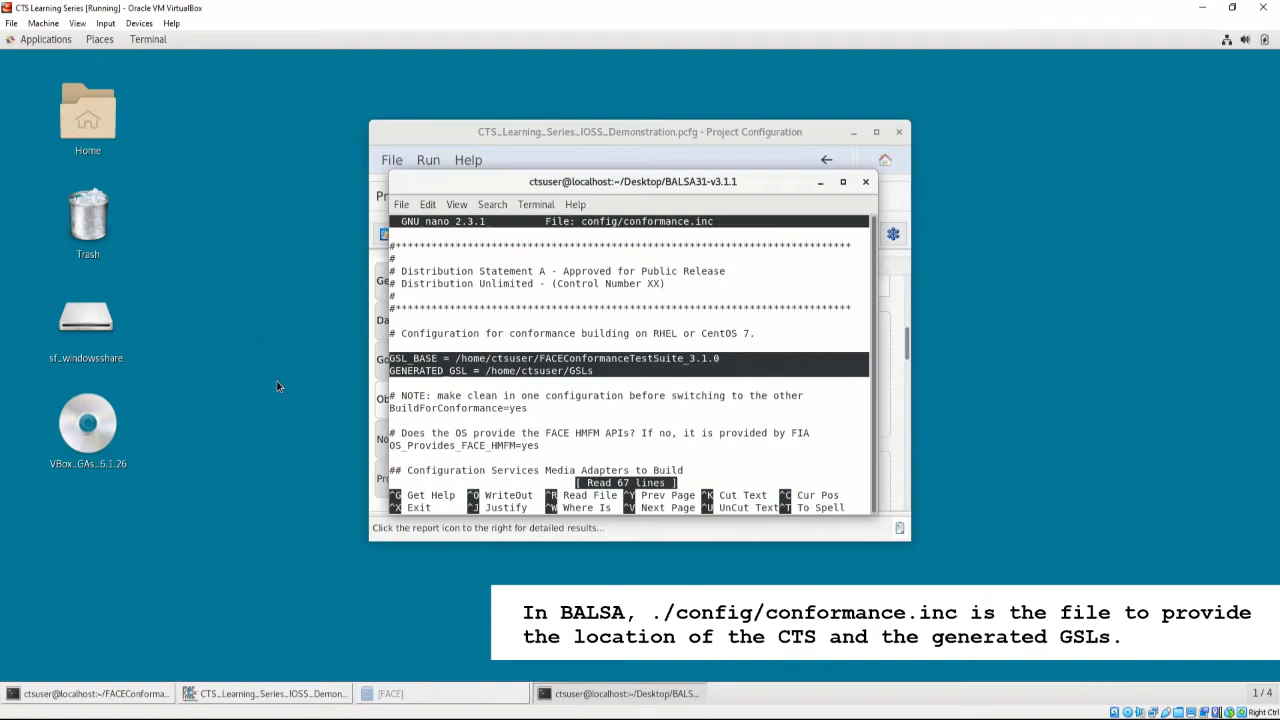 CTS Learning Series [Running] - Oracle VM VirtualBox
File Machine View Input Devices Help
Applications Places Terminal
Home
Trash
sf_windowsshare
VBox_GAs_6.1.26
CTS_Learning_Series_IOSS_Demonstration.pcfg - Project Configuration
File Run Help
ctsuser@localhost:~/Desktop/BALSA31-v3.1.1
File Edit View Search Terminal Help
GNU nano 2.3.1 File: config/conformance.inc
#*****************************************************************************
#
# Distribution Statement A - Approved for Public Release
# Distribution Unlimited - (Control Number XX)
#
#*****************************************************************************
# Configuration for conformance building on RHEL or CentOS 7.
GSL_BASE = /home/ctsuser/FACEConformanceTestSuite_3.1.0
GENERATED_GSL = /home/ctsuser/GSLs
# NOTE: make clean in one configuration before switching to the other
BuildForConformance=yes
# Does the OS provide the FACE HMFM APIs? If no, it is provided by FIA
OS_Provides_FACE_HMFM=yes
## Configuration Services Media Adapters to Build
[ Read 67 lines ]
^G Get Help ^O WriteOut ^R Read File ^Y Prev Page ^K Cut Text ^C Cur Pos
^X Exit ^J Justify ^W Where Is ^V Next Page ^U UnCut Text ^T To Spell
Click the report icon to the right for detailed results...
In BALSA, ./config/conformance.inc is the file to provide
the location of the CTS and the generated GSLs.
ctsuser@localhost:~/FACEConforma... CTS_Learning_Series_IOSS_Demon... [FACE] ctsuser@localhost:~/Desktop/BALS... 1 / 4
Right Ctrl